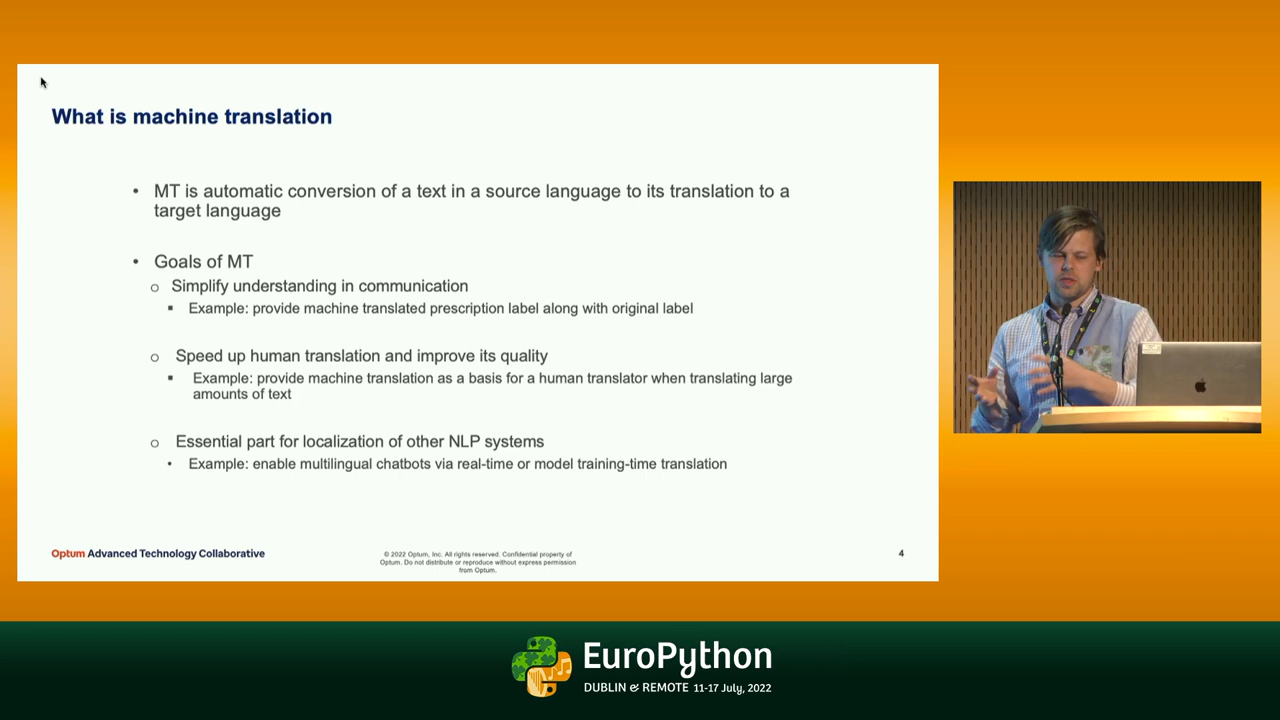 What is machine translation
• MT is automatic conversion of a text in a source language to its translation to a
target language
• Goals of MT
o Simplify understanding in communication
▪ Example: provide machine translated prescription label along with original label
o Speed up human translation and improve its quality
▪ Example: provide machine translation as a basis for a human translator when translating large
amounts of text
o Essential part for localization of other NLP systems
• Example: enable multilingual chatbots via real-time or model training-time translation
Optum Advanced Technology Collaborative
© 2022 Optum, Inc. All rights reserved. Confidential property of
Optum. Do not distribute or reproduce without express permission
from Optum.
4
EuroPython
DUBLIN & REMOTE 11-17 July, 2022